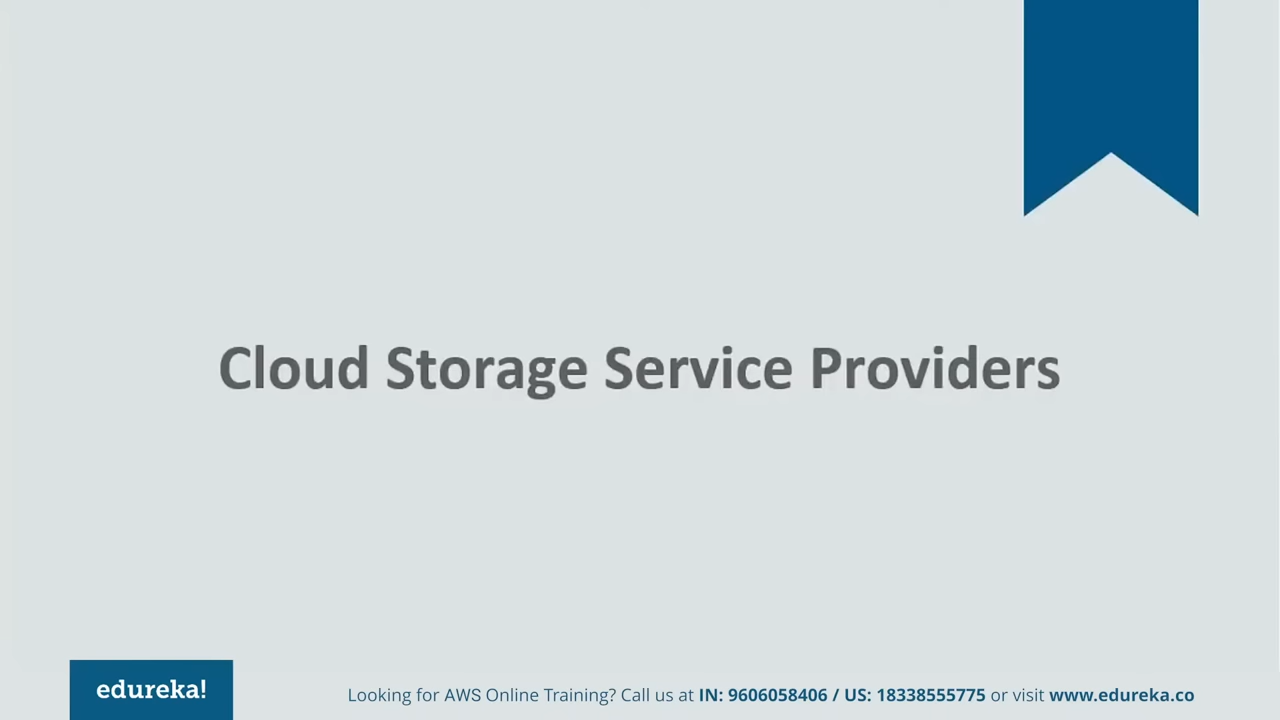 Cloud Storage Service Providers
edureka!
Looking for AWS Online Training? Call us at IN: 9606058406 / US: 18338555775 or visit www.edureka.co